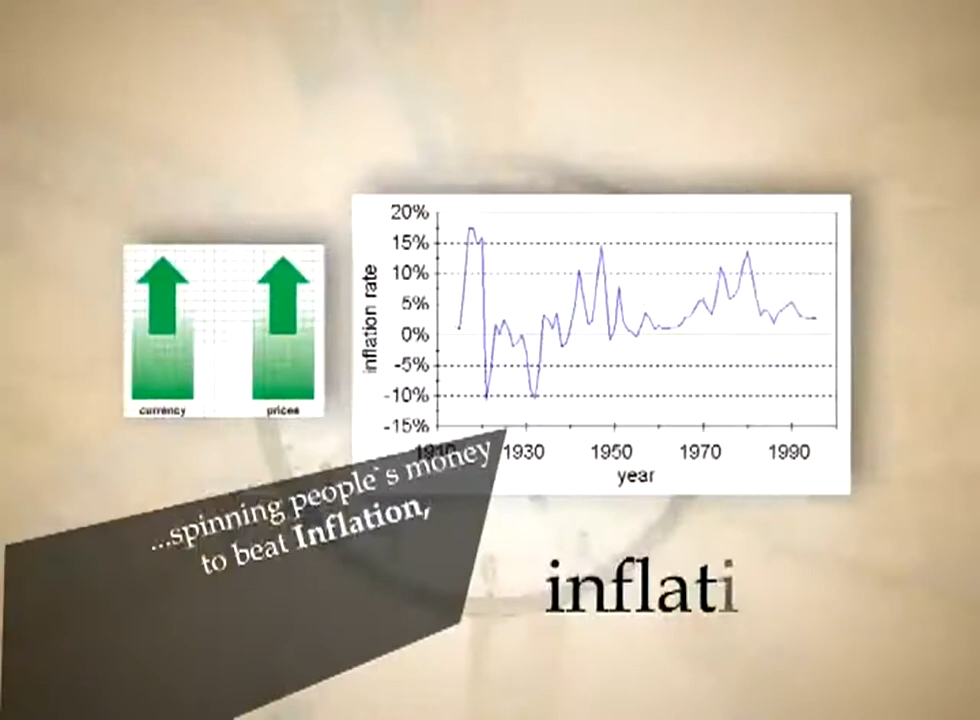 20%
15%
10%
5%
0%
-5%
-10%
-15%
inflation rate
1910 1930 1950 1970 1990
year
currency prices
...spinning people`s money
to beat Inflation,
inflati